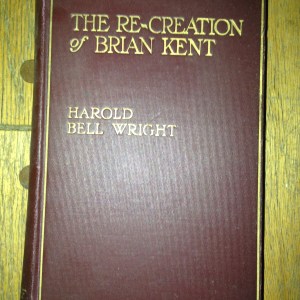 THE RE-CREATION
of BRIAN KENT
HAROLD
BELL WRIGHT